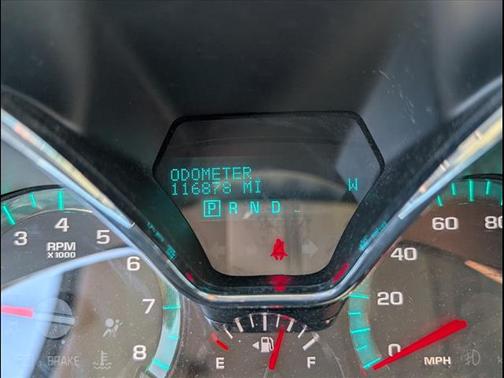 ODOMETER
116878 MI W
P R N D
3 4 5 6 7 8
RPM
X1000
BRAKE
E F
0 20 40 60 80
MPH